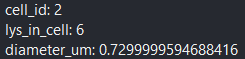 cell_id: 2
lys_in_cell: 6
diameter_um: 0.7299999594688416